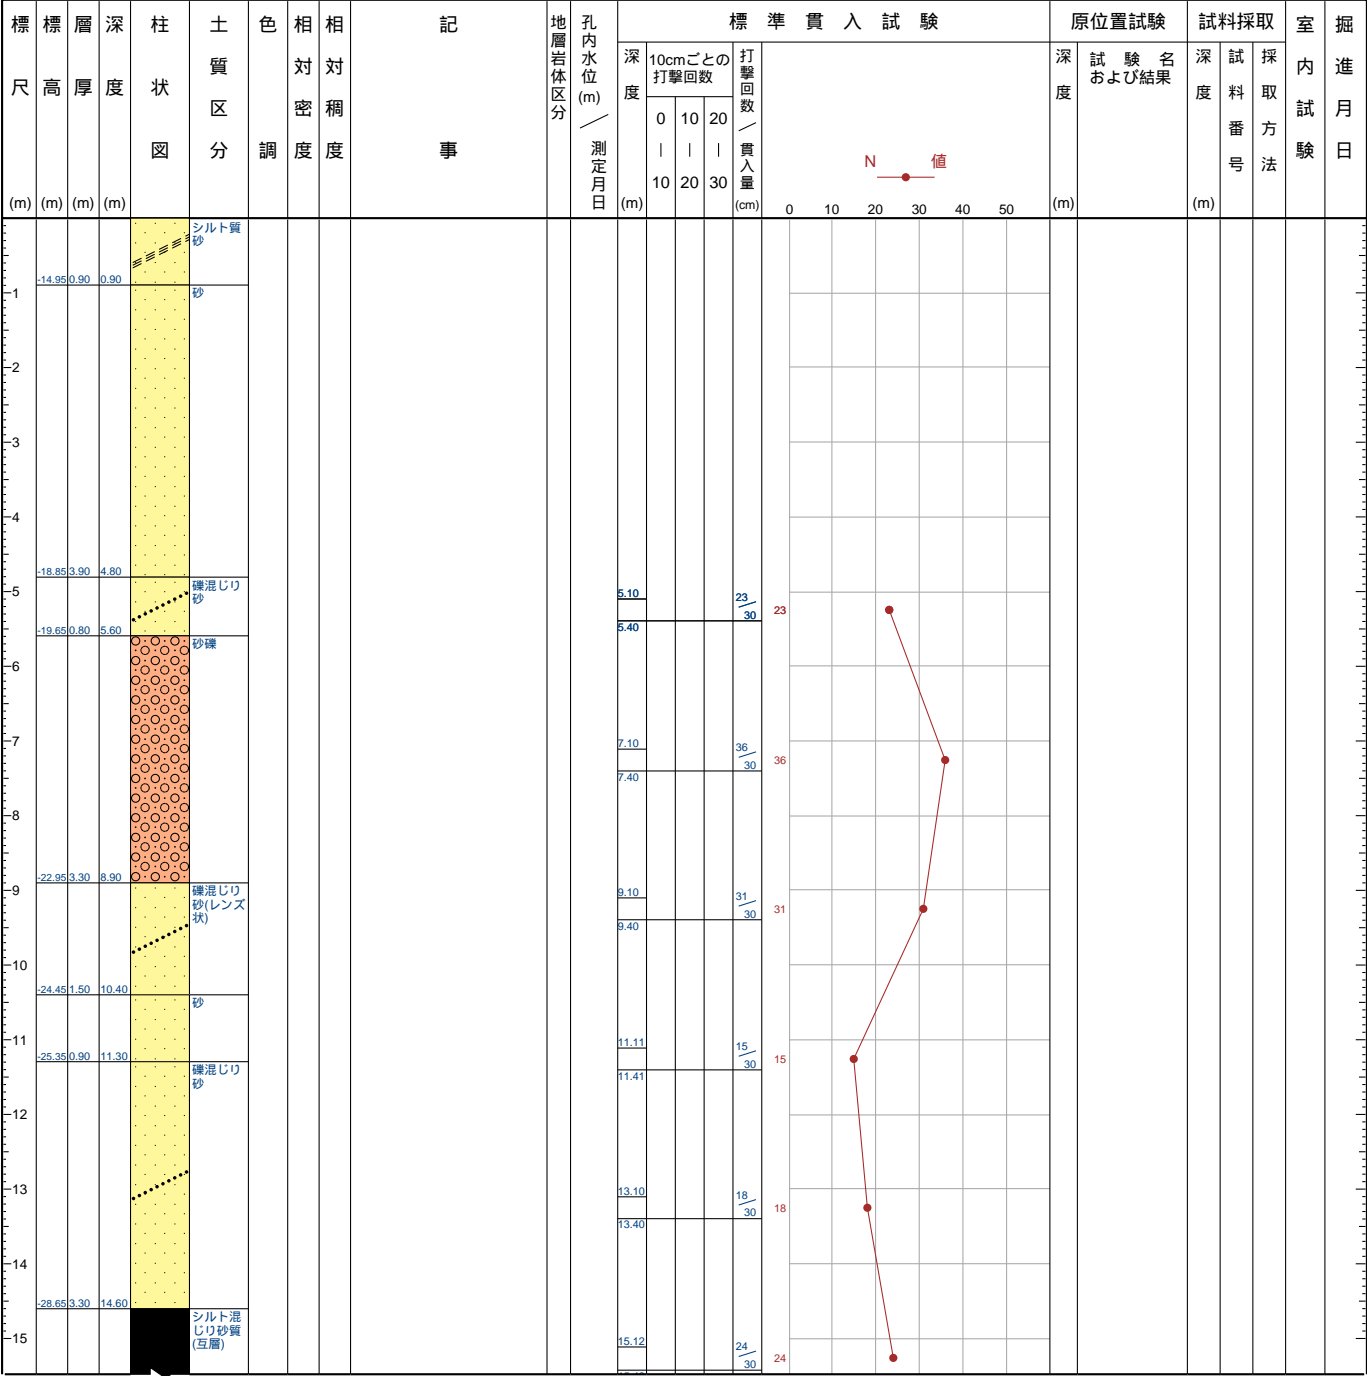 標尺(m)
標高(m)
層厚(m)
深度(m)
柱状図
土質区分
色調
相対密度
相対稠度
記事
地層岩体区分
孔内水位(m)/測定月日
標準貫入試験
深度(m)
10cmごとの
打撃回数
0 10 20
| | |
10 20 30
打撃回数/貫入量(cm)
N 値
0 10 20 30 40 50
原位置試験
深度(m)
試験名
および結果
試料採取
深度(m)
試料番号
採取方法
室内試験
掘進月日
シルト質
砂
-14.95 0.90 0.90
1
砂
2
3
4
-18.85 3.90 4.80
5
礫混じり
砂
5.10
23/30
23
5.40
-19.65 0.80 5.60
砂礫
6
7
7.10
36/30
36
7.40
8
-22.95 3.30 8.90
9
礫混じり
砂(レンズ
状)
9.10
31/30
31
9.40
10
-24.45 1.50 10.40
砂
11
11.11
15/30
15
-25.35 0.90 11.30
11.41
礫混じり
砂
12
13
13.10
18/30
18
13.40
14
-28.65 3.30 14.60
シルト混
じり砂質
(互層)
15
15.12
24/30
24